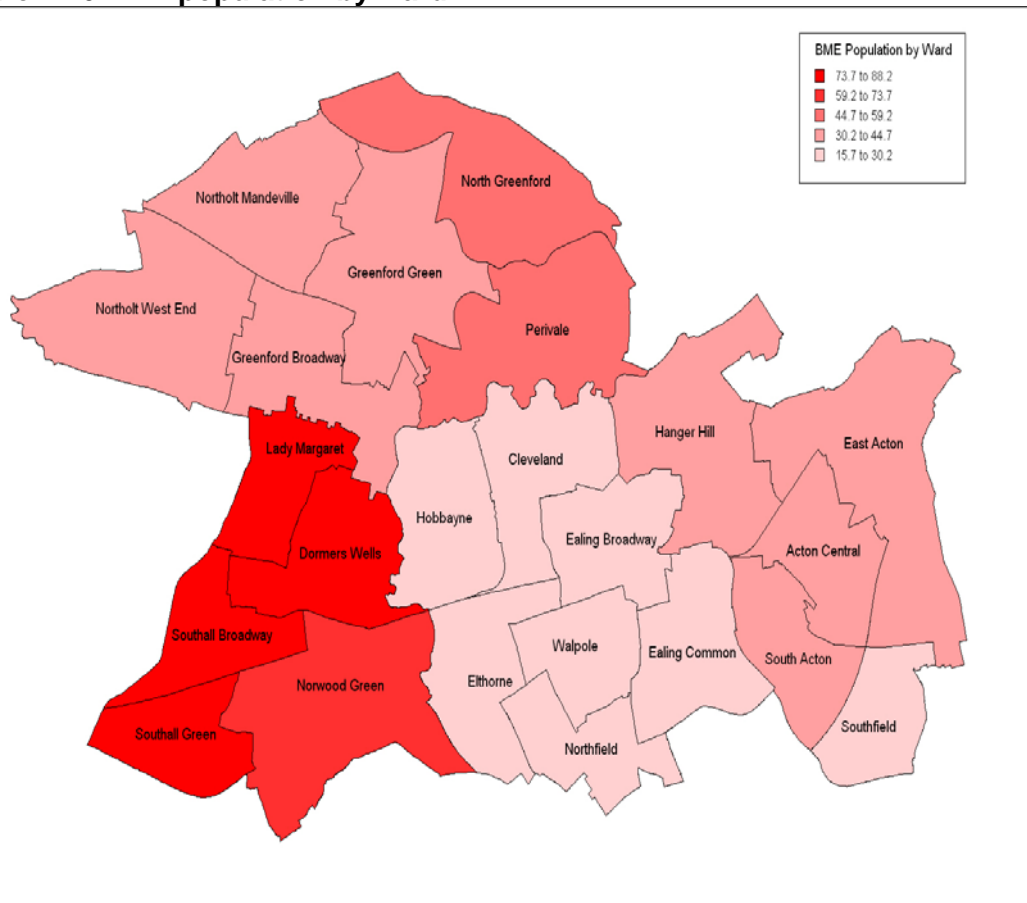 BME Population by Ward
73.7 to 88.2
59.2 to 73.7
44.7 to 59.2
30.2 to 44.7
15.7 to 30.2
North Greenford
Northolt Mandeville
Greenford Green
Northolt West End
Perivale
Greenford Broadway
Hanger Hill
East Acton
Lady Margaret
Cleveland
Hobbayne
Ealing Broadway
Acton Central
Dormers Wells
Southall Broadway
Walpole
Ealing Common
South Acton
Elthorne
Norwood Green
Southfield
Southall Green
Northfield